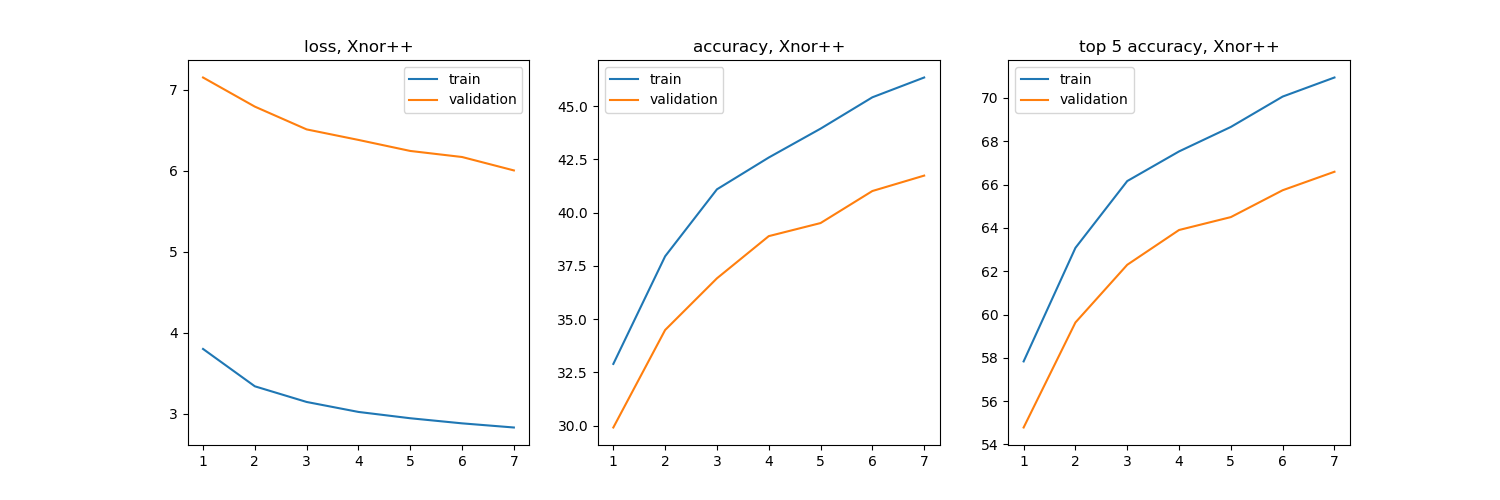 loss, Xnor++
train
validation
7
6
5
4
3
1 2 3 4 5 6 7
accuracy, Xnor++
train
validation
45.0
42.5
40.0
37.5
35.0
32.5
30.0
1 2 3 4 5 6 7
top 5 accuracy, Xnor++
train
validation
70
68
66
64
62
60
58
56
54
1 2 3 4 5 6 7